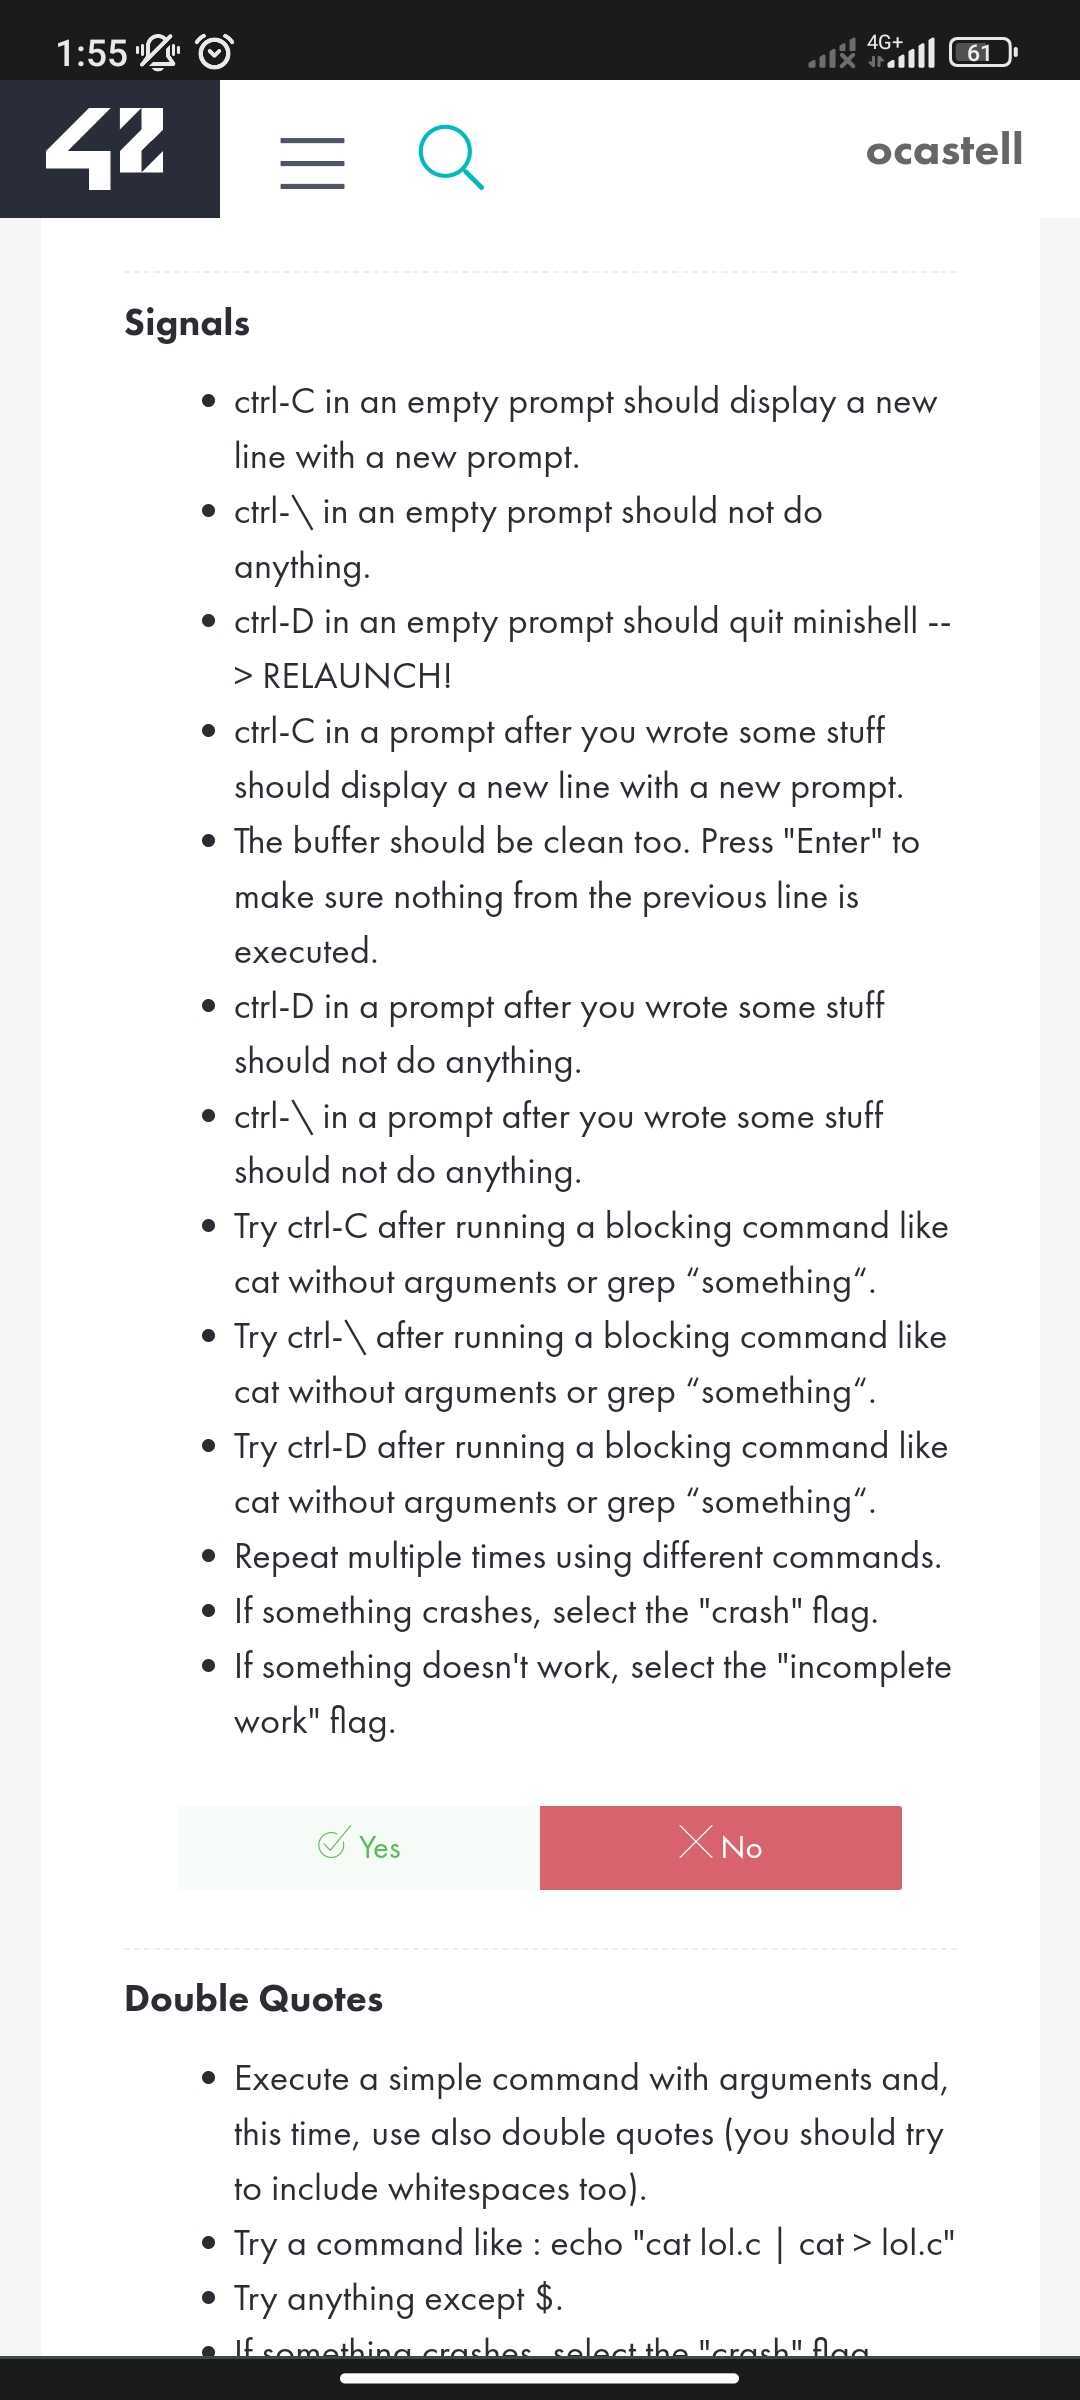 1:55
4G+
61
42
ocastell
Signals
ctrl-C in an empty prompt should display a new
line with a new prompt.
ctrl-\ in an empty prompt should not do
anything.
ctrl-D in an empty prompt should quit minishell --
> RELAUNCH!
ctrl-C in a prompt after you wrote some stuff
should display a new line with a new prompt.
The buffer should be clean too. Press "Enter" to
make sure nothing from the previous line is
executed.
ctrl-D in a prompt after you wrote some stuff
should not do anything.
ctrl-\ in a prompt after you wrote some stuff
should not do anything.
Try ctrl-C after running a blocking command like
cat without arguments or grep “something“.
Try ctrl-\ after running a blocking command like
cat without arguments or grep “something“.
Try ctrl-D after running a blocking command like
cat without arguments or grep “something“.
Repeat multiple times using different commands.
If something crashes, select the "crash" flag.
If something doesn't work, select the "incomplete
work" flag.
Yes
No
Double Quotes
Execute a simple command with arguments and,
this time, use also double quotes (you should try
to include whitespaces too).
Try a command like : echo "cat lol.c | cat > lol.c"
Try anything except $.
If something crashes, select the "crash" flag.